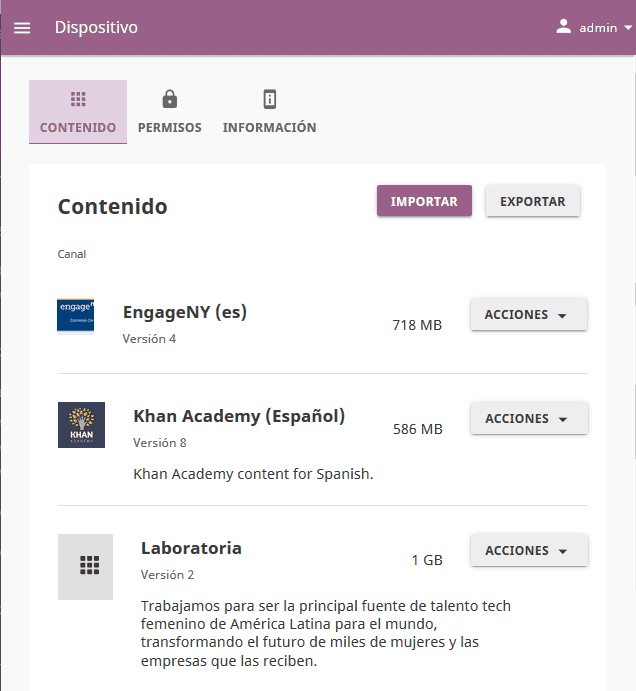 Dispositivo
admin
CONTENIDO
PERMISOS
INFORMACIÓN
Contenido
IMPORTAR
EXPORTAR
Canal
engage
EngageNY (es)
Versión 4
718 MB
ACCIONES
KHAN
ACADEMY
Khan Academy (Español)
Versión 8
Khan Academy content for Spanish.
586 MB
ACCIONES
Laboratoria
Versión 2
Trabajamos para ser la principal fuente de talento tech
femenino de América Latina para el mundo,
transformando el futuro de miles de mujeres y las
empresas que las reciben.
1 GB
ACCIONES